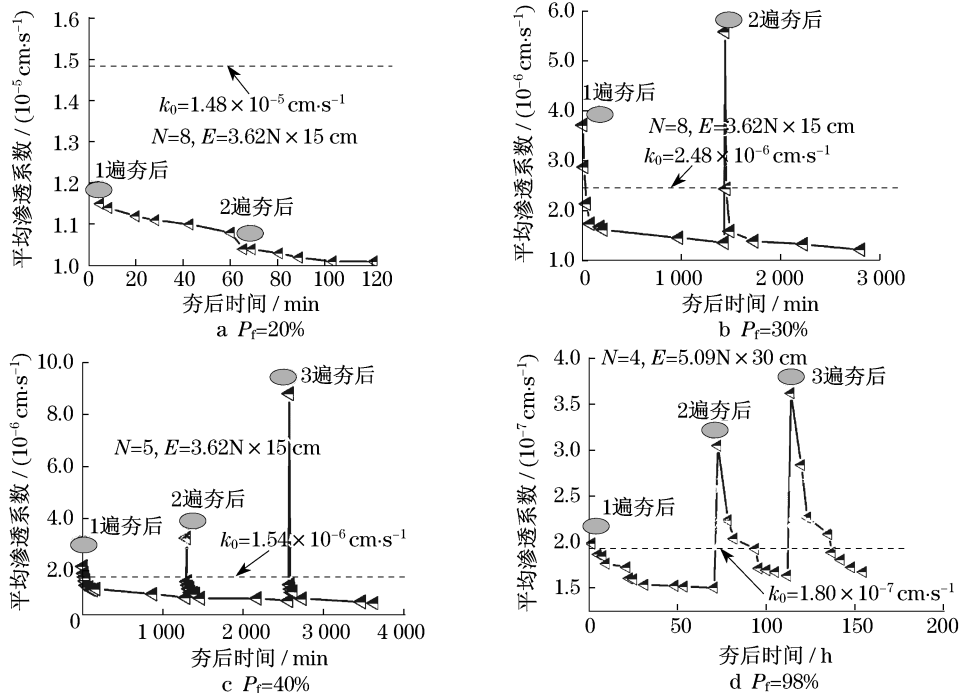 平均渗透系数 / (10⁻⁵ cm·s⁻¹)
1.6
1.5
1.4
1.3
1.2
1.1
1.0
k₀=1.48×10⁻⁵cm·s⁻¹
N=8, E=3.62N×15 cm
1遍夯后
2遍夯后
0 20 40 60 80 100 120
夯后时间 / min
a Pf=20%
平均渗透系数 / (10⁻⁶ cm·s⁻¹)
6.0
5.0
4.0
3.0
2.0
1.0
2遍夯后
1遍夯后
N=8, E=3.62N×15 cm
k₀=2.48×10⁻⁶cm·s⁻¹
0 1 000 2 000 3 000
夯后时间 / min
b Pf=30%
平均渗透系数 / (10⁻⁶ cm·s⁻¹)
10.0
8.0
6.0
4.0
2.0
0
3遍夯后
N=5, E=3.62N×15 cm
2遍夯后
1遍夯后
k₀=1.54×10⁻⁶cm·s⁻¹
0 1 000 2 000 3 000 4 000
夯后时间 / min
c Pf=40%
平均渗透系数 / (10⁻⁷ cm·s⁻¹)
4.0
3.5
3.0
2.5
2.0
1.5
N=4, E=5.09N×30 cm
3遍夯后
2遍夯后
1遍夯后
k₀=1.80×10⁻⁷cm·s⁻¹
0 50 100 150 200
夯后时间 / h
d Pf=98%